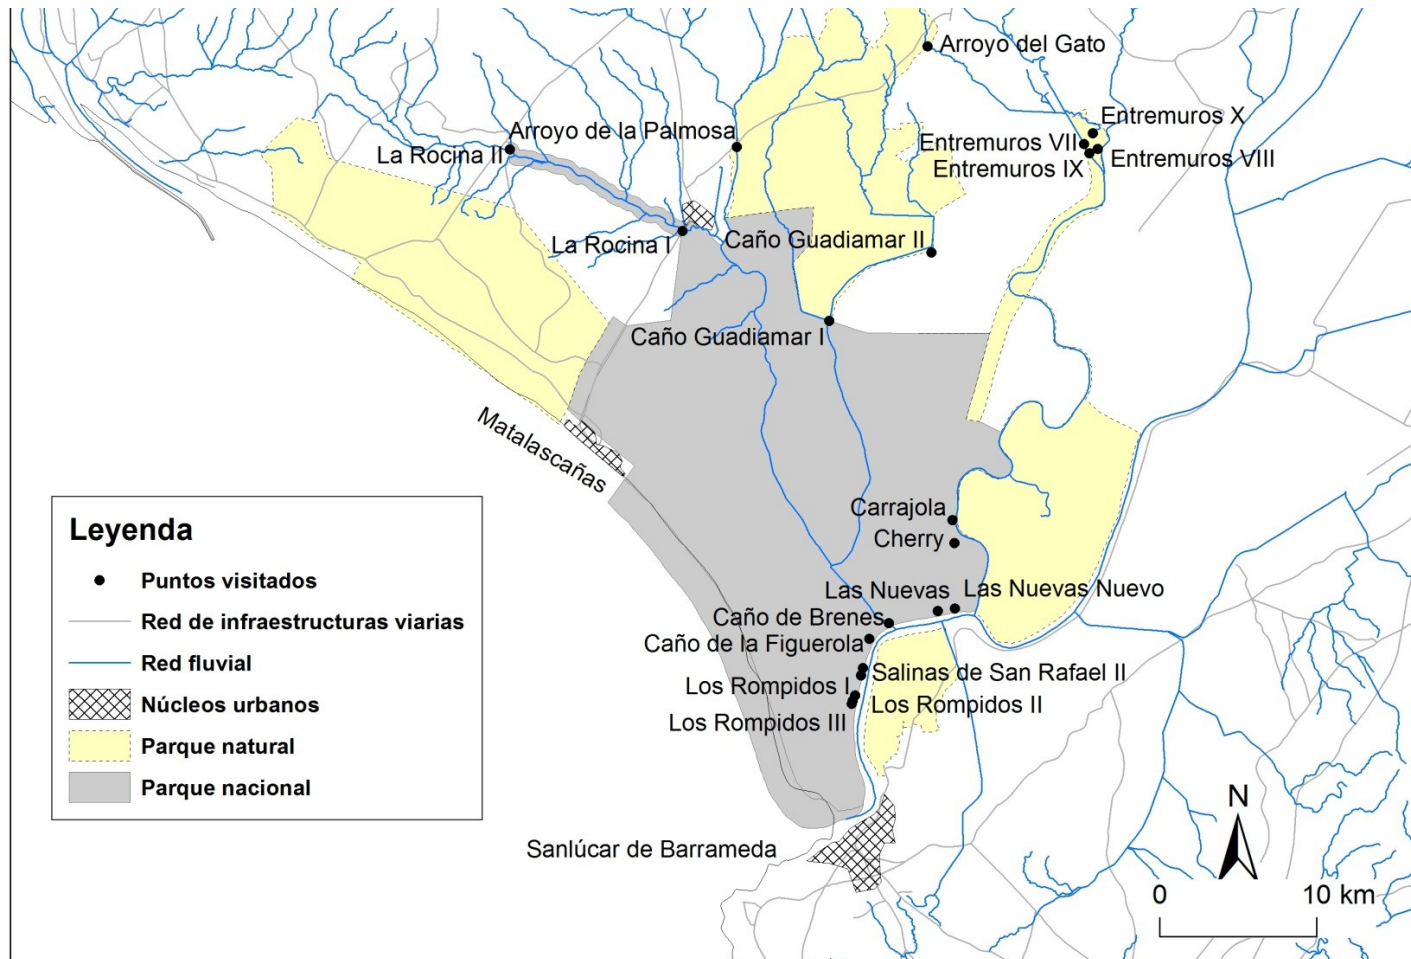 Arroyo del Gato
Entremuros X
Arroyo de la Palmosa
Entremuros VII
La Rocina II
Entremuros VIII
Entremuros IX
La Rocina I
Caño Guadiamar II
Caño Guadiamar I
Matalascañas
Carrajola
Cherry
Las Nuevas
Las Nuevas Nuevo
Caño de Brenes
Caño de la Figuerola
Salinas de San Rafael II
Los Rompidos I
Los Rompidos II
Los Rompidos III
Sanlúcar de Barrameda
Leyenda
Puntos visitados
Red de infraestructuras viarias
Red fluvial
Núcleos urbanos
Parque natural
Parque nacional
N
0 10 km